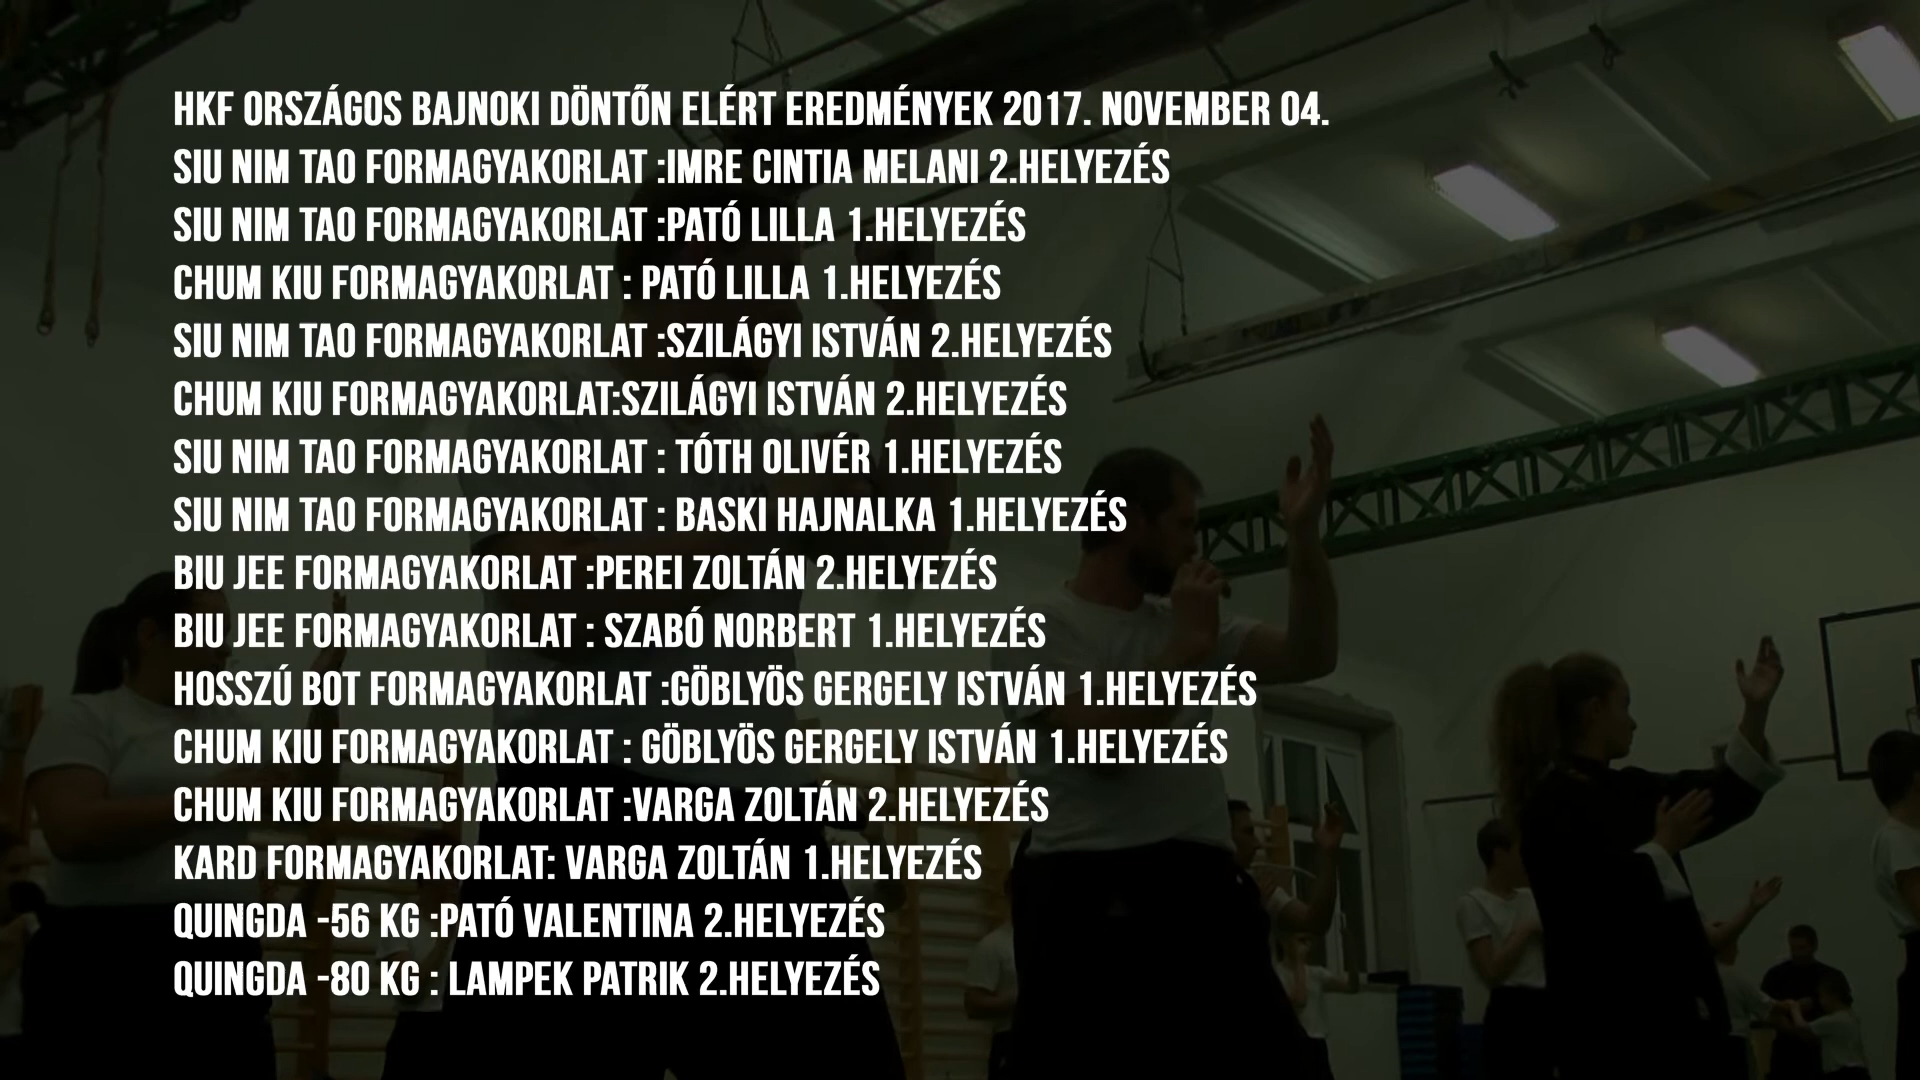 HKF ORSZÁGOS BAJNOKI DÖNTŐN ELÉRT EREDMÉNYEK 2017. NOVEMBER 04.
SIU NIM TAO FORMAGYAKORLAT :IMRE CINTIA MELANI 2.HELYEZÉS
SIU NIM TAO FORMAGYAKORLAT :PATÓ LILLA 1.HELYEZÉS
CHUM KIU FORMAGYAKORLAT : PATÓ LILLA 1.HELYEZÉS
SIU NIM TAO FORMAGYAKORLAT :SZILÁGYI ISTVÁN 2.HELYEZÉS
CHUM KIU FORMAGYAKORLAT:SZILÁGYI ISTVÁN 2.HELYEZÉS
SIU NIM TAO FORMAGYAKORLAT : TÓTH OLIVÉR 1.HELYEZÉS
SIU NIM TAO FORMAGYAKORLAT : BASKI HAJNALKA 1.HELYEZÉS
BIU JEE FORMAGYAKORLAT :PEREI ZOLTÁN 2.HELYEZÉS
BIU JEE FORMAGYAKORLAT : SZABÓ NORBERT 1.HELYEZÉS
HOSSZÚ BOT FORMAGYAKORLAT :GÖBLYÖS GERGELY ISTVÁN 1.HELYEZÉS
CHUM KIU FORMAGYAKORLAT : GÖBLYÖS GERGELY ISTVÁN 1.HELYEZÉS
CHUM KIU FORMAGYAKORLAT :VARGA ZOLTÁN 2.HELYEZÉS
KARD FORMAGYAKORLAT: VARGA ZOLTÁN 1.HELYEZÉS
QUINGDA -56 KG :PATÓ VALENTINA 2.HELYEZÉS
QUINGDA -80 KG : LAMPEK PATRIK 2.HELYEZÉS